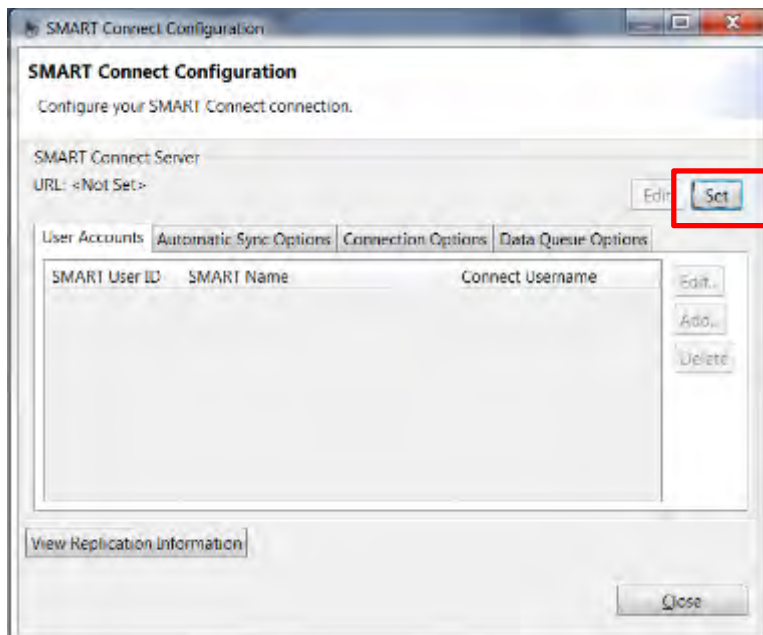 SMART Connect Configuration
SMART Connect Configuration
Configure your SMART Connect connection.
SMART Connect Server
URL: <Not Set>
Edit Set
User Accounts Automatic Sync Options Connection Options Data Queue Options
SMART User ID SMART Name Connect Username
Edit...
Add...
Delete
View Replication Information
Close